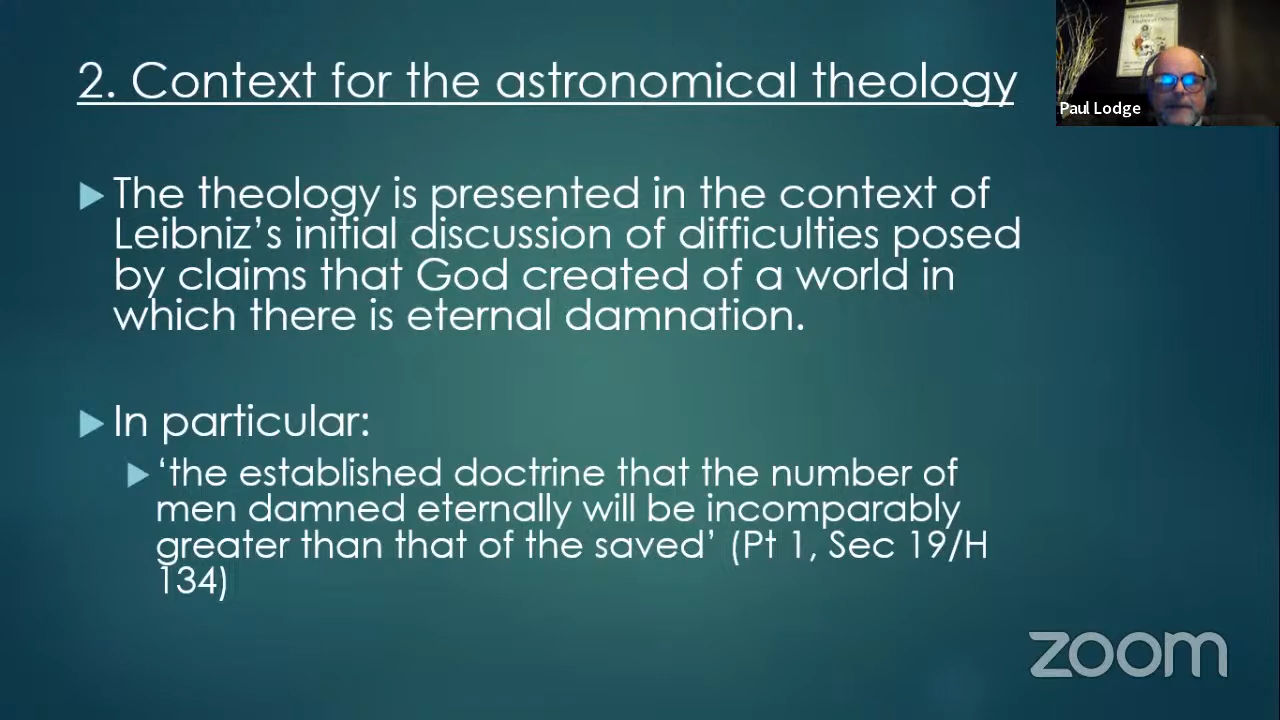 2. Context for the astronomical theology
Paul Lodge
The theology is presented in the context of
Leibniz’s initial discussion of difficulties posed
by claims that God created of a world in
which there is eternal damnation.
In particular:
‘the established doctrine that the number of
men damned eternally will be incomparably
greater than that of the saved’ (Pt 1, Sec 19/H
134)
zoom